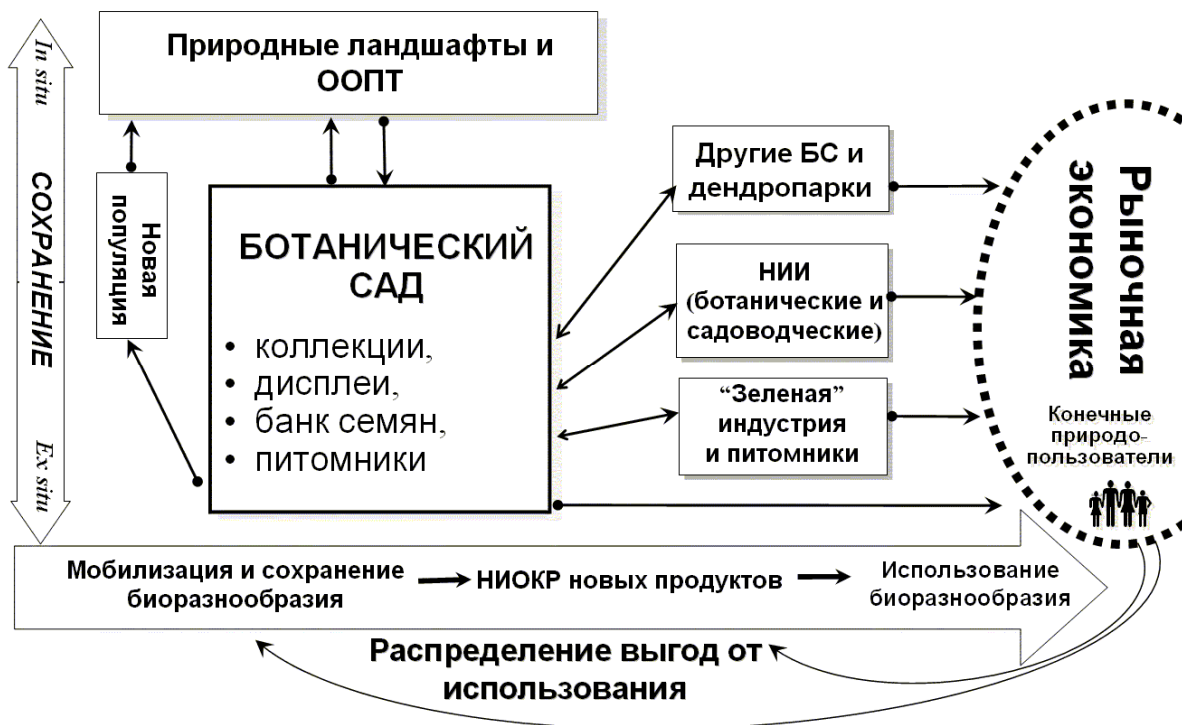 Природные ландшафты и
ООПТ
In situ
СОХРАНЕНИЕ
Ex situ
Новая
популяция
БОТАНИЧЕСКИЙ
САД
• коллекции,
• дисплеи,
• банк семян,
• питомники
Другие БС и
дендропарки
НИИ
(ботанические и
садоводческие)
“Зеленая”
индустрия
и питомники
Рыночная
экономика
Конечные
природо-
пользователи
Мобилизация и сохранение
биоразнообразия
НИОКР новых продуктов
Использование
биоразнообразия
Распределение выгод от
использования